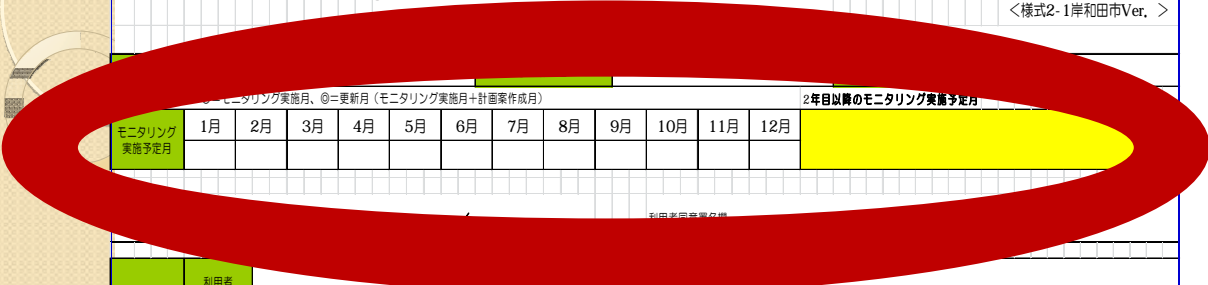 <様式2-1岸和田市Ver. >
モニタリング実施月、◎=更新月(モニタリング実施月+計画案作成月)
2年目以降のモニタリング実施予定月
モニタリング
実施予定月
1月 2月 3月 4月 5月 6月 7月 8月 9月 10月 11月 12月
利用者同意署名欄
利用者